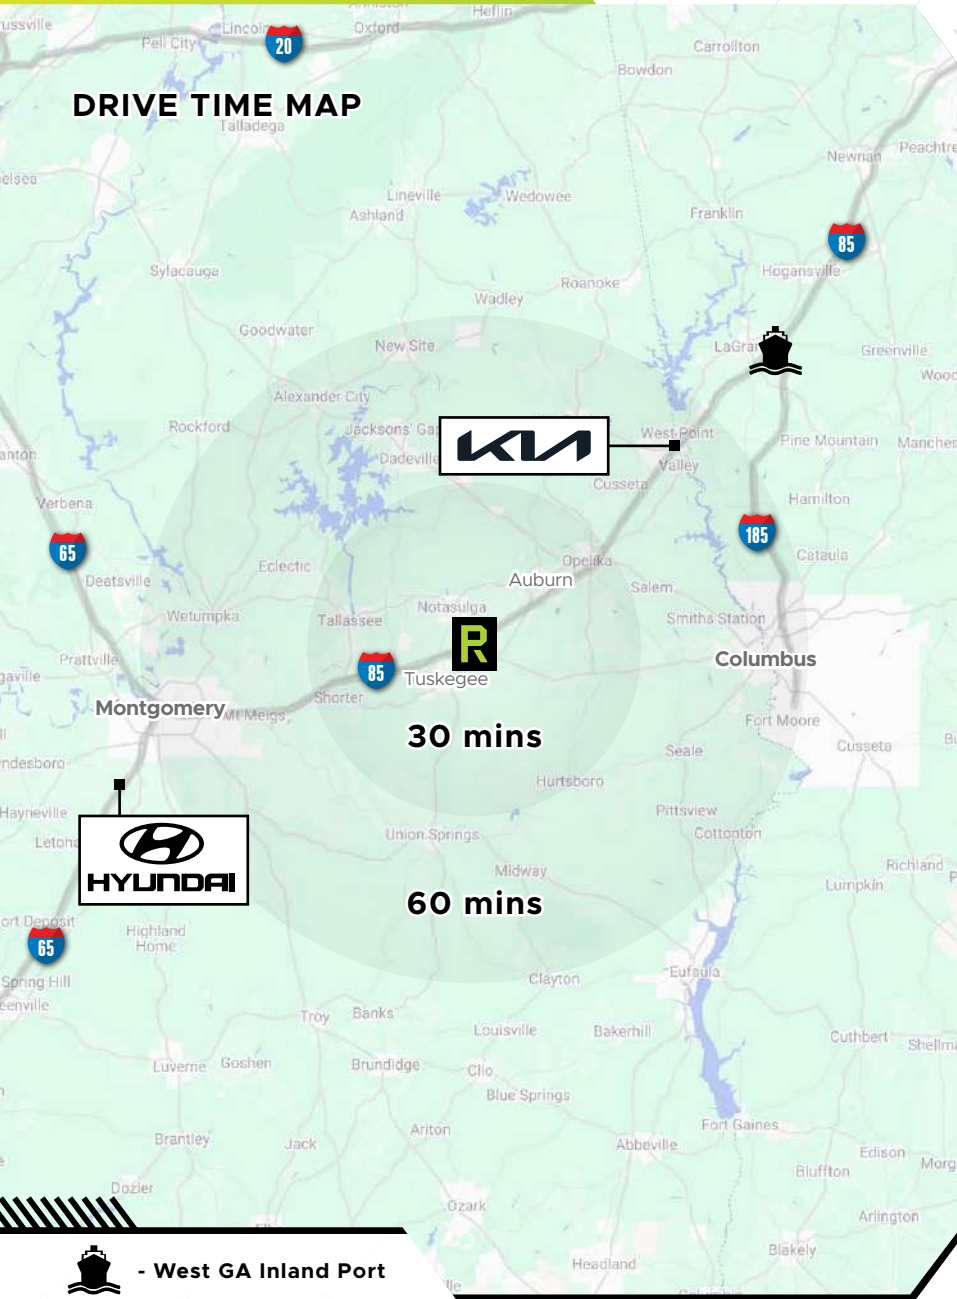 Heflin
Lincoln
Oxford
Pell City
20
Carrollton
Bowdon
DRIVE TIME MAP
Talladega
Newnan
Lineville
Wedowee
Ashland
Franklin
85
Sylacauga
Hogansville
Roanoke
Wadley
Goodwater
New Site
LaGra
Greenville
Alexander City
Rockford
Jacksons' Ga
KIA
West Point
Pine Mountain
Dadeville
Valley
Cusseta
Verbena
Hamilton
65
185
Cataula
Opelika
Eclectic
Auburn
Deatsville
Salem
Notasulga
Wetumpka
Tallassee
Smiths Station
R
Prattville
Columbus
85
Tuskegee
Shorter
Montgomery
Mt Meigs
Fort Moore
30 mins
Cusseta
Seale
Hurtsboro
Hayneville
Pittsview
Union Springs
Cottonton
HYUNDAI
Midway
Richland
Lumpkin
60 mins
Highland
Home
65
Eufaula
Spring Hill
Clayton
Troy
Banks
Louisville
Bakerhill
Cuthbert
Luverne
Goshen
Brundidge
Clio
Blue Springs
Fort Gaines
Ariton
Brantley
Jack
Abbeville
Edison
Bluffton
Dozier
Ozark
Arlington
Blakely
Headland
- West GA Inland Port